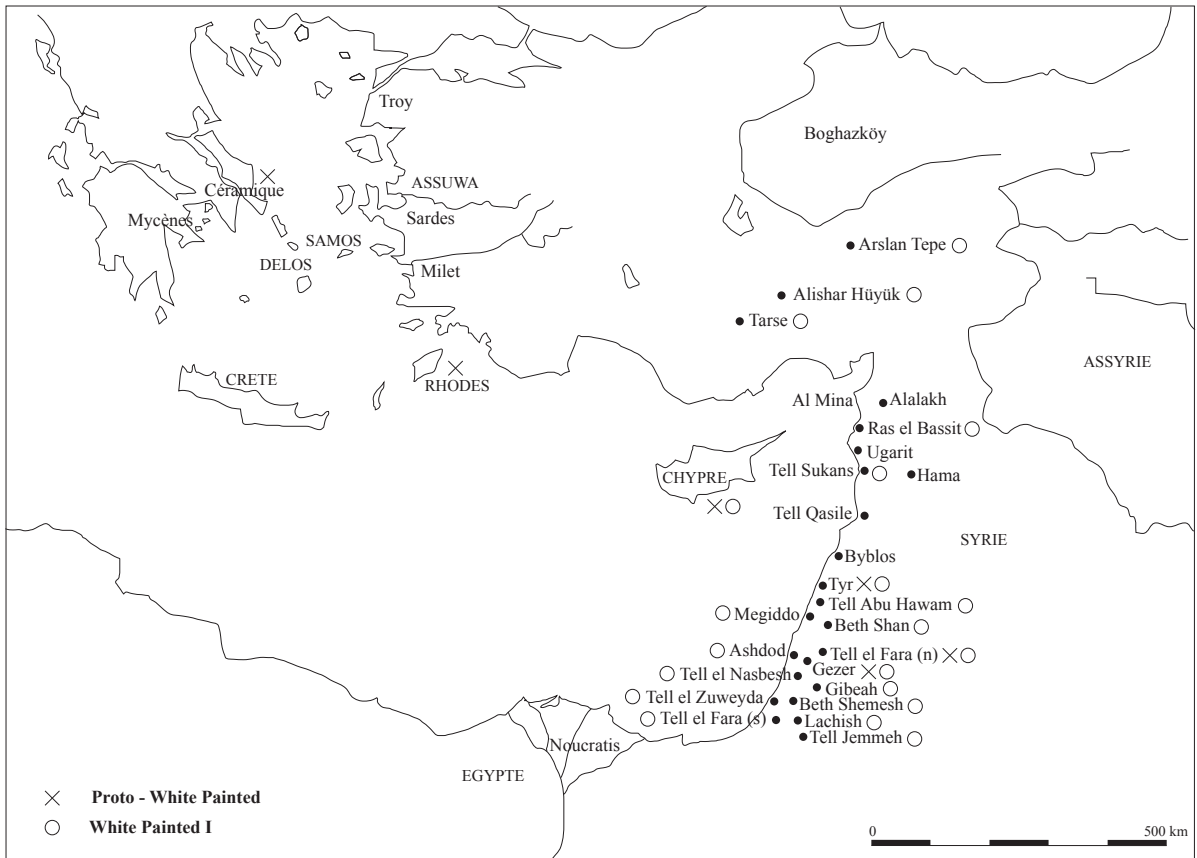 Troy
Boghazköy
ASSUWA
Céramique
Mycènes
Sardes
SAMOS
DELOS
Milet
Arslan Tepe
Alishar Hüyük
Tarse
ASSYRIE
CRETE
RHODES
Al Mina
Alalakh
Ras el Bassit
Ugarit
Tell Sukans
Hama
CHYPRE
Tell Qasile
SYRIE
Byblos
Tyr
Tell Abu Hawam
Megiddo
Beth Shan
Ashdod
Tell el Fara (n)
Gezer
Tell el Nasbesh
Gibeah
Tell el Zuweyda
Beth Shemesh
Tell el Fara (s)
Lachish
Tell Jemmeh
Noucratis
EGYPTE
Proto - White Painted
White Painted I
0 500 km